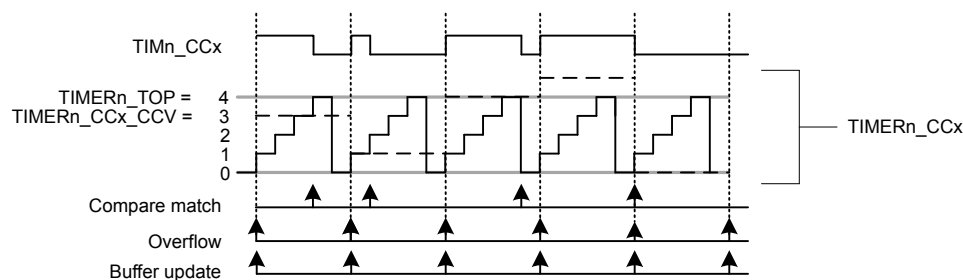 TIMn_CCx
TIMERn_TOP = 4
TIMERn_CCx_CCV = 3
2
1
0
TIMERn_CCx
Compare match
Overflow
Buffer update